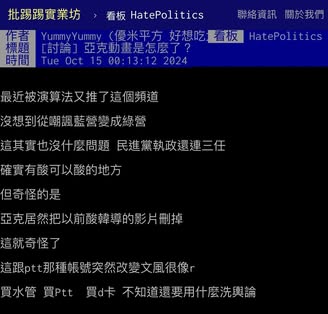 批踢踢實業坊 › 看板 HatePolitics 聯絡資訊 關於我們
作者 YummyYummy (優米平方 好想吃) 看板 HatePolitics
標題 [討論] 亞克動畫是怎麼了？
時間 Tue Oct 15 00:13:12 2024
最近被演算法又推了這個頻道
沒想到從嘲諷藍營變成綠營
這其實也沒什麼問題 民進黨執政還連三任
確實有酸可以酸的地方
但奇怪的是
亞克居然把以前酸韓導的影片刪掉
這就奇怪了
這跟ptt那種帳號突然改變文風很像r
買水管 買Ptt 買d卡 不知道還要用什麼洗輿論